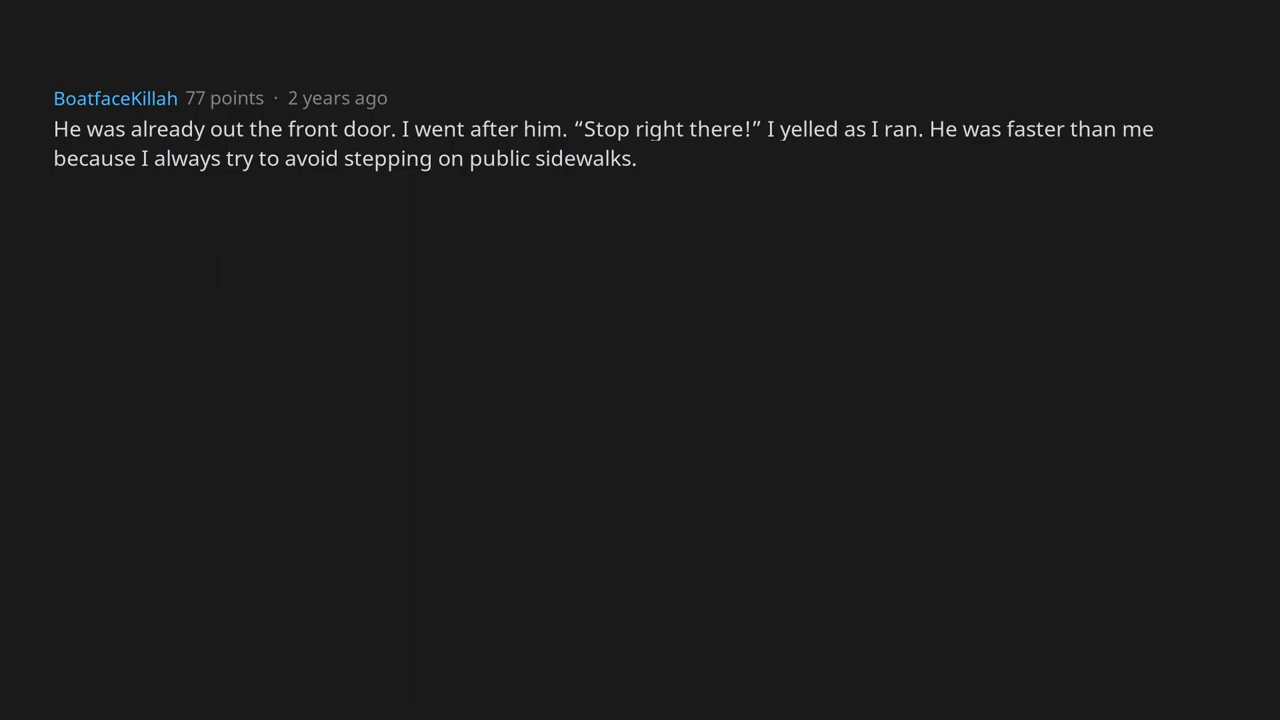 BoatfaceKillah 77 points · 2 years ago
He was already out the front door. I went after him. “Stop right there!” I yelled as I ran. He was faster than me
because I always try to avoid stepping on public sidewalks.